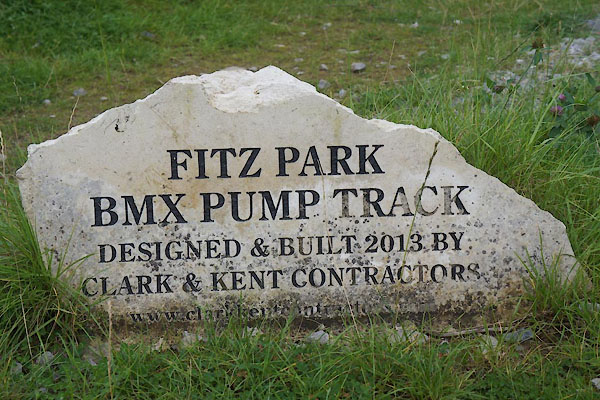 FITZ PARK
BMX PUMP TRACK
DESIGNED & BUILT 2013 BY
CLARK & KENT CONTRACTORS